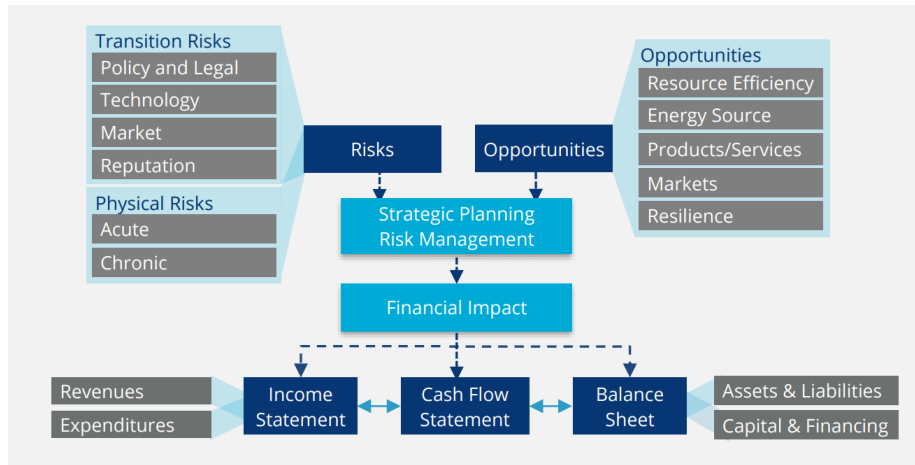 Transition Risks
Policy and Legal
Technology
Market
Reputation
Physical Risks
Acute
Chronic
Risks
Opportunities
Opportunities
Resource Efficiency
Energy Source
Products/Services
Markets
Resilience
Strategic Planning
Risk Management
Financial Impact
Revenues
Expenditures
Income
Statement
Cash Flow
Statement
Balance
Sheet
Assets & Liabilities
Capital & Financing